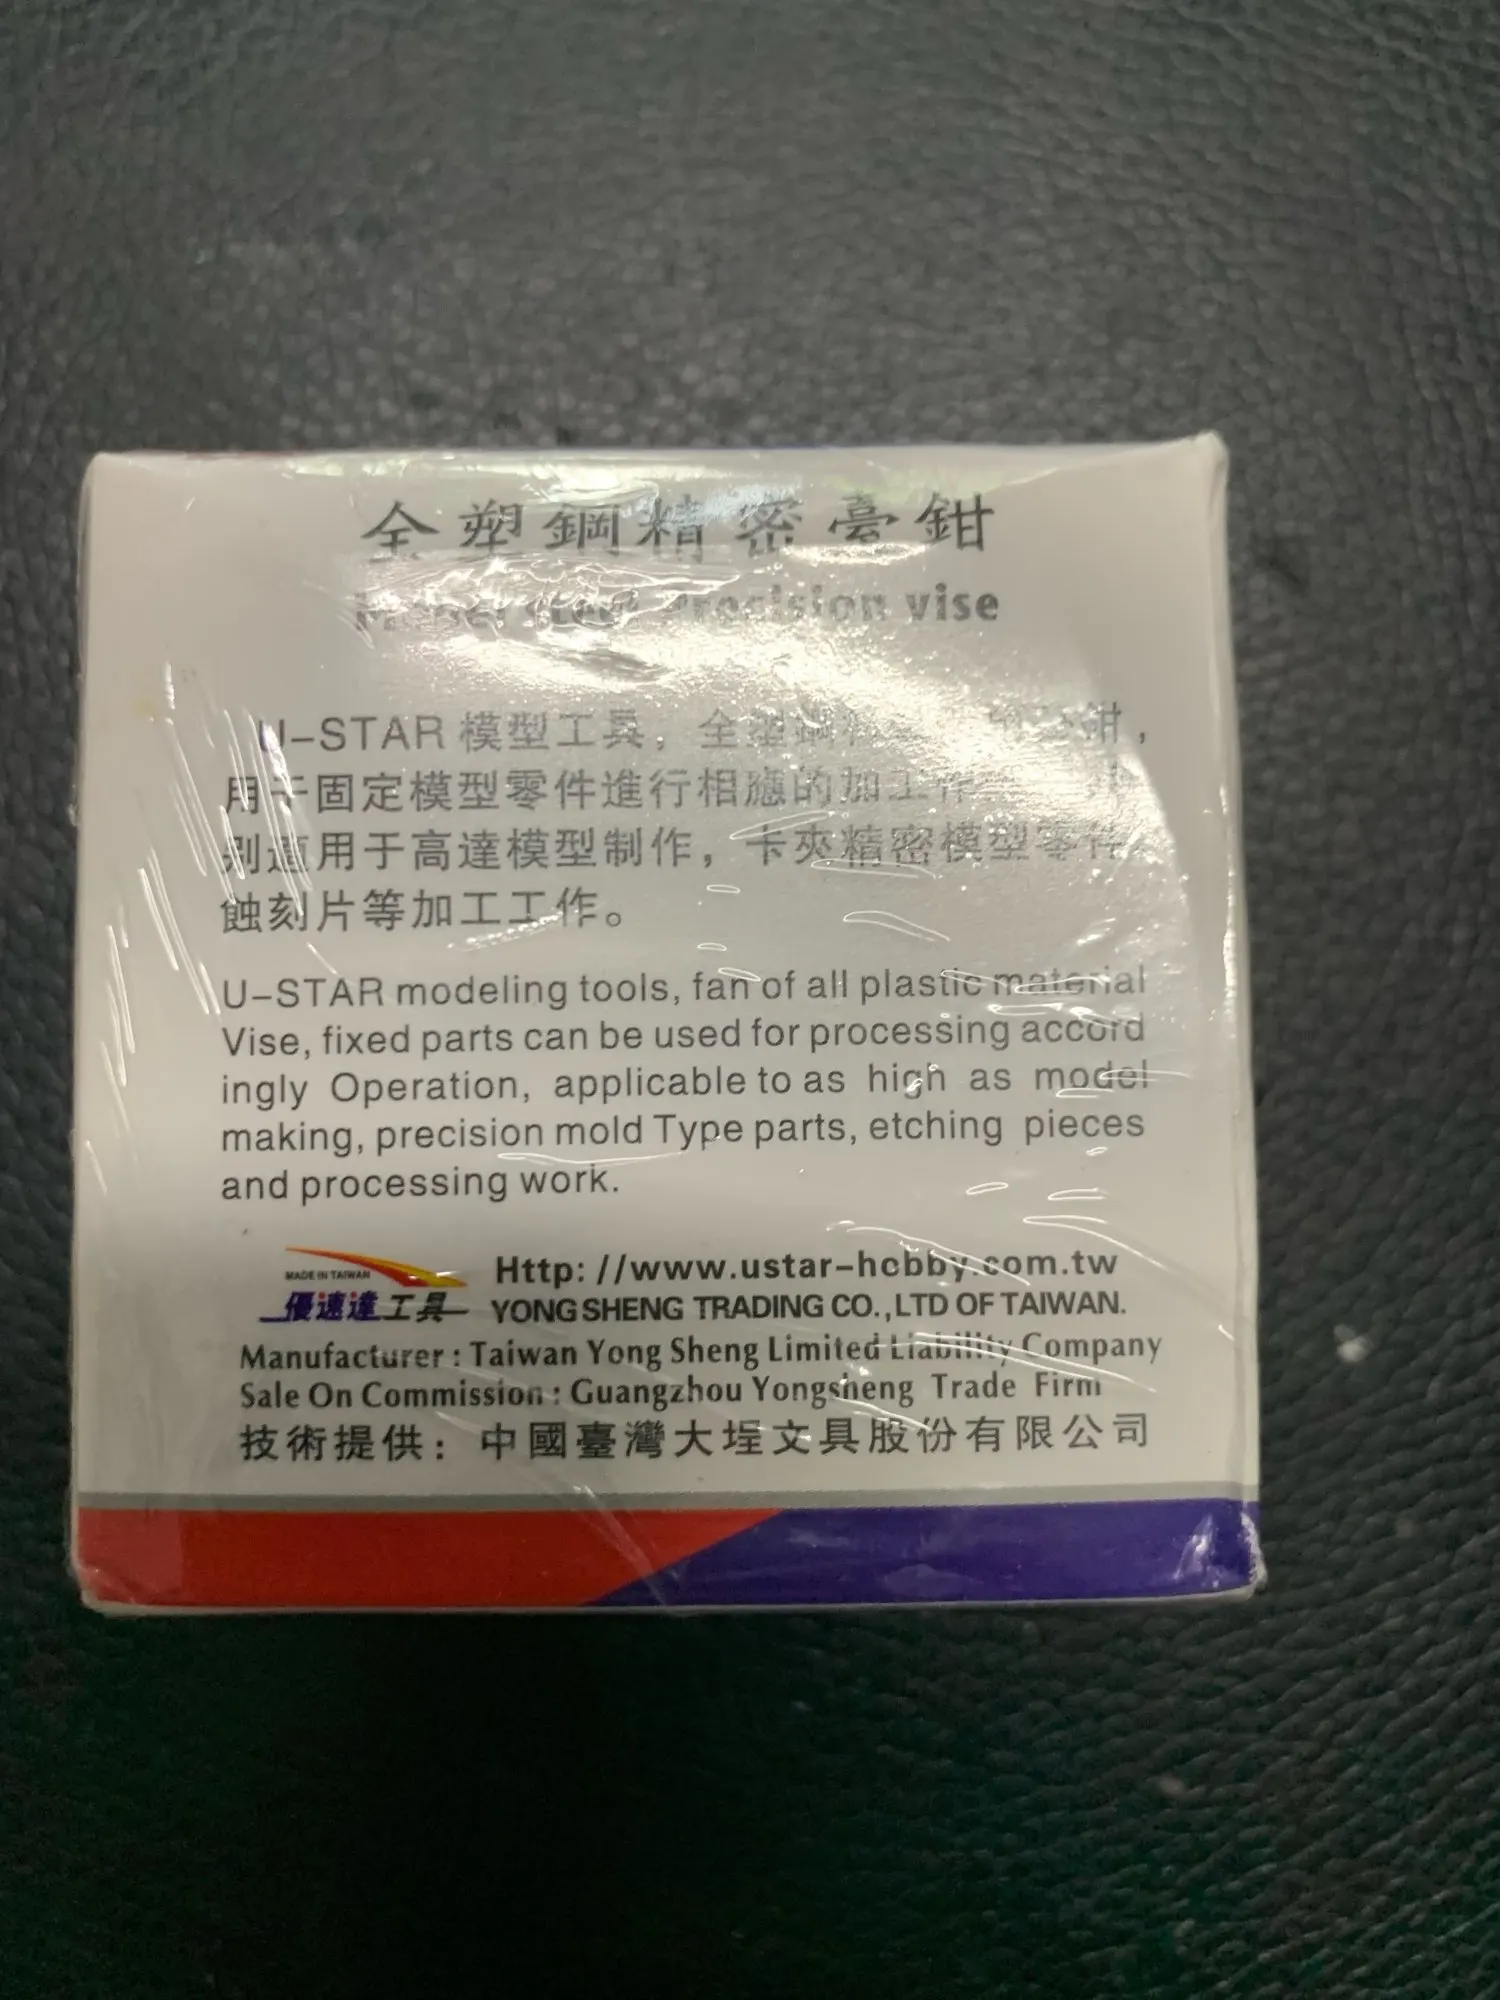 全塑鋼精密臺鉗
steel Precision vise
U-STAR 模型工具，全塑鋼 鉗，
用于固定模型零件進行相應的加工作
別適用于高達模型制作，卡夾精密模型零件，
蝕刻片等加工工作。
U-STAR modeling tools, fan of all plastic material
Vise, fixed parts can be used for processing accord
ingly Operation, applicable to as high as model
making, precision mold Type parts, etching pieces
and processing work.
MADE IN TAIWAN
優速達工具
Http: //www.ustar-hobby.com.tw
YONG SHENG TRADING CO.,LTD OF TAIWAN.
Manufacturer : Taiwan Yong Sheng Limited Liability Company
Sale On Commission : Guangzhou Yongsheng Trade Firm
技術提供：中國臺灣大埕文具股份有限公司